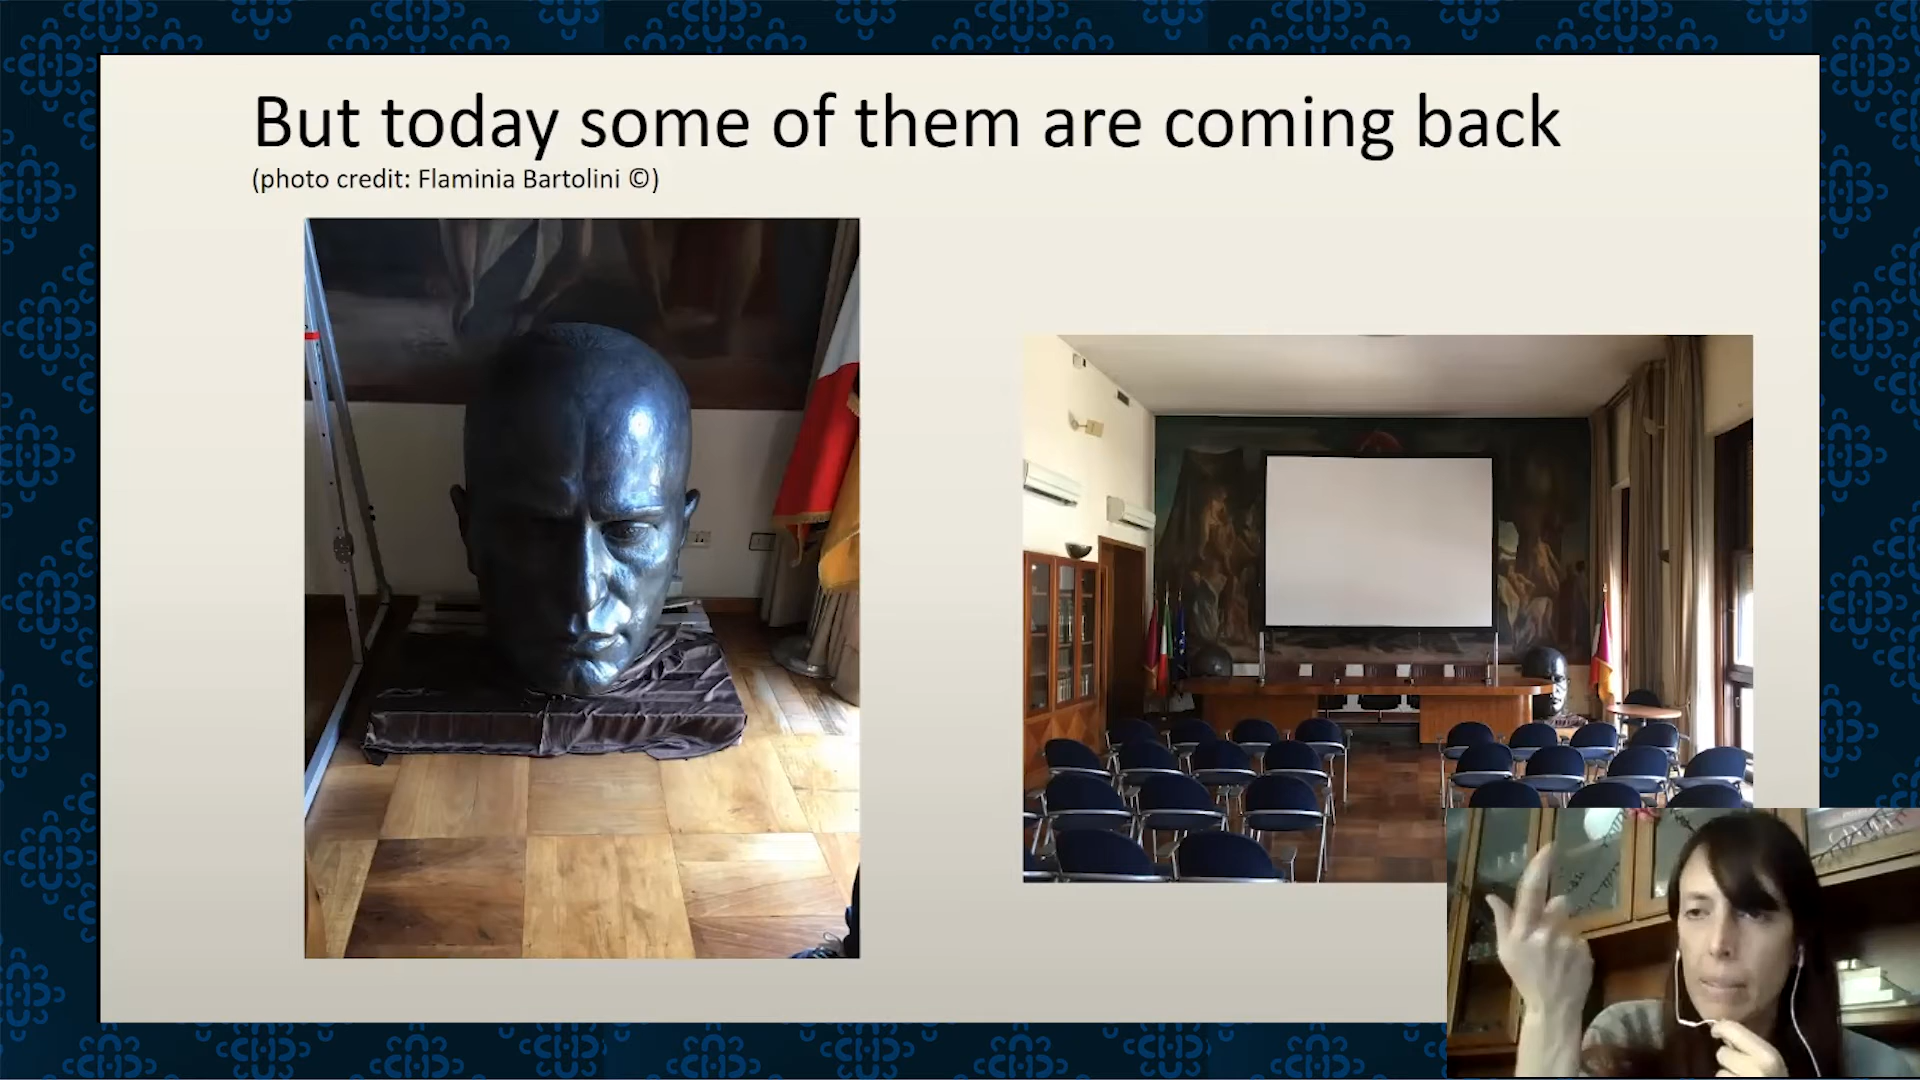 But today some of them are coming back
(photo credit: Flaminia Bartolini ©)